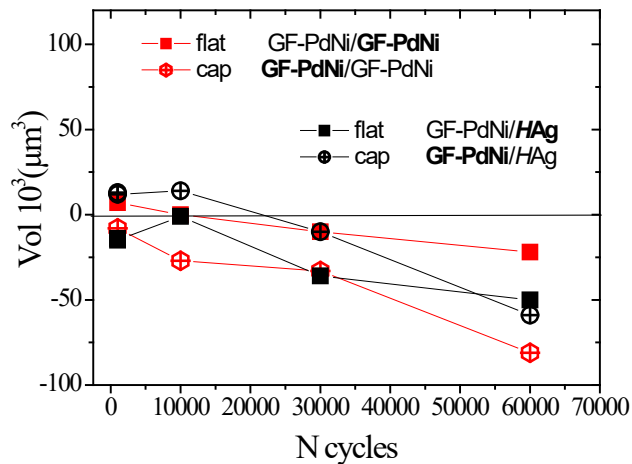 100
flat GF-PdNi/GF-PdNi
cap GF-PdNi/GF-PdNi
50
flat GF-PdNi/HAg
cap GF-PdNi/HAg
0
-50
-100
Vol 10³(μm³)
0 10000 20000 30000 40000 50000 60000 70000
N cycles